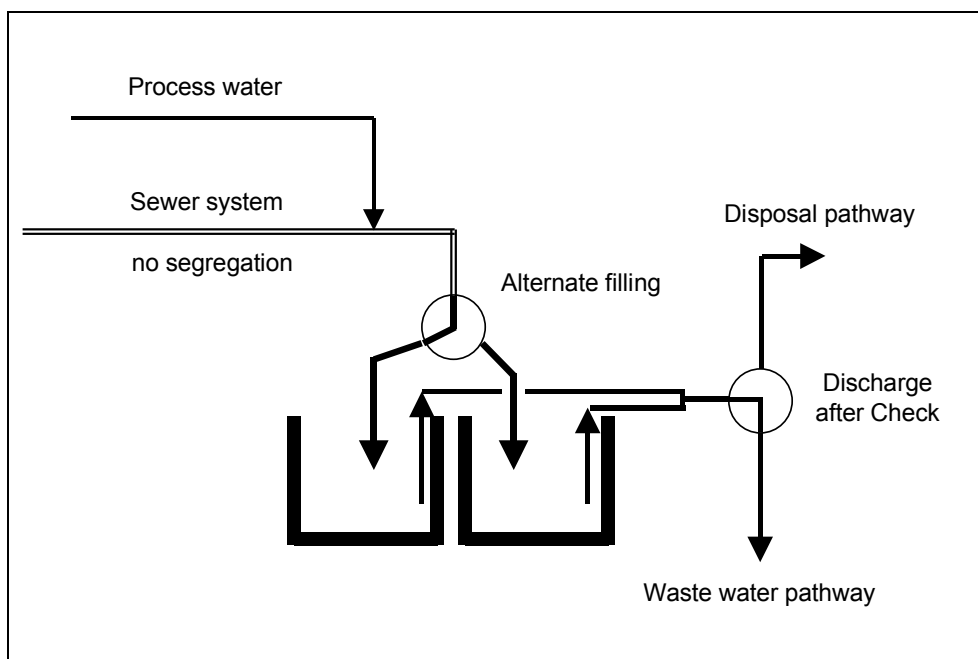 Process water
Sewer system
no segregation
Alternate filling
Disposal pathway
Discharge
after Check
Waste water pathway